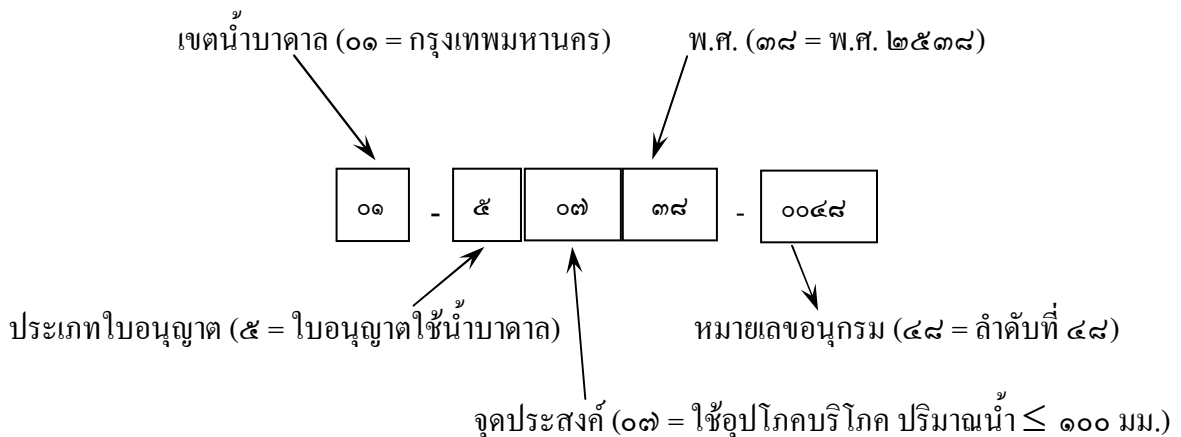 เขตน้ำบาดาล (๐๑ = กรุงเทพมหานคร) พ.ศ. (๓๘ = พ.ศ. ๒๕๓๘)
๐๑ - ๕ ๐๗ ๓๘ - ๐๐๔๘
ประเภทใบอนุญาต (๕ = ใบอนุญาตใช้น้ำบาดาล) หมายเลขอนุกรม (๔๘ = ลำดับที่ ๔๘)
จุดประสงค์ (๐๗ = ใช้อุปโภคบริโภค ปริมาณน้ำ ≤ ๑๐๐ มม.)